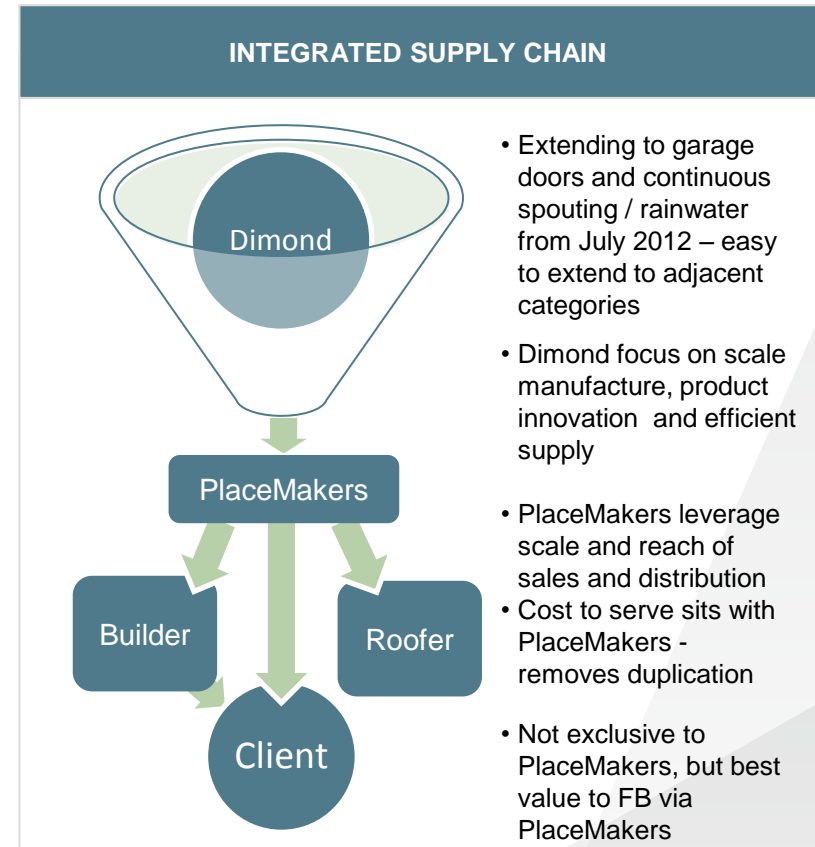 INTEGRATED SUPPLY CHAIN
Dimond
PlaceMakers
Builder
Roofer
Client
• Extending to garage
doors and continuous
spouting / rainwater
from July 2012 – easy
to extend to adjacent
categories
• Dimond focus on scale
manufacture, product
innovation and efficient
supply
• PlaceMakers leverage
scale and reach of
sales and distribution
• Cost to serve sits with
PlaceMakers -
removes duplication
• Not exclusive to
PlaceMakers, but best
value to FB via
PlaceMakers